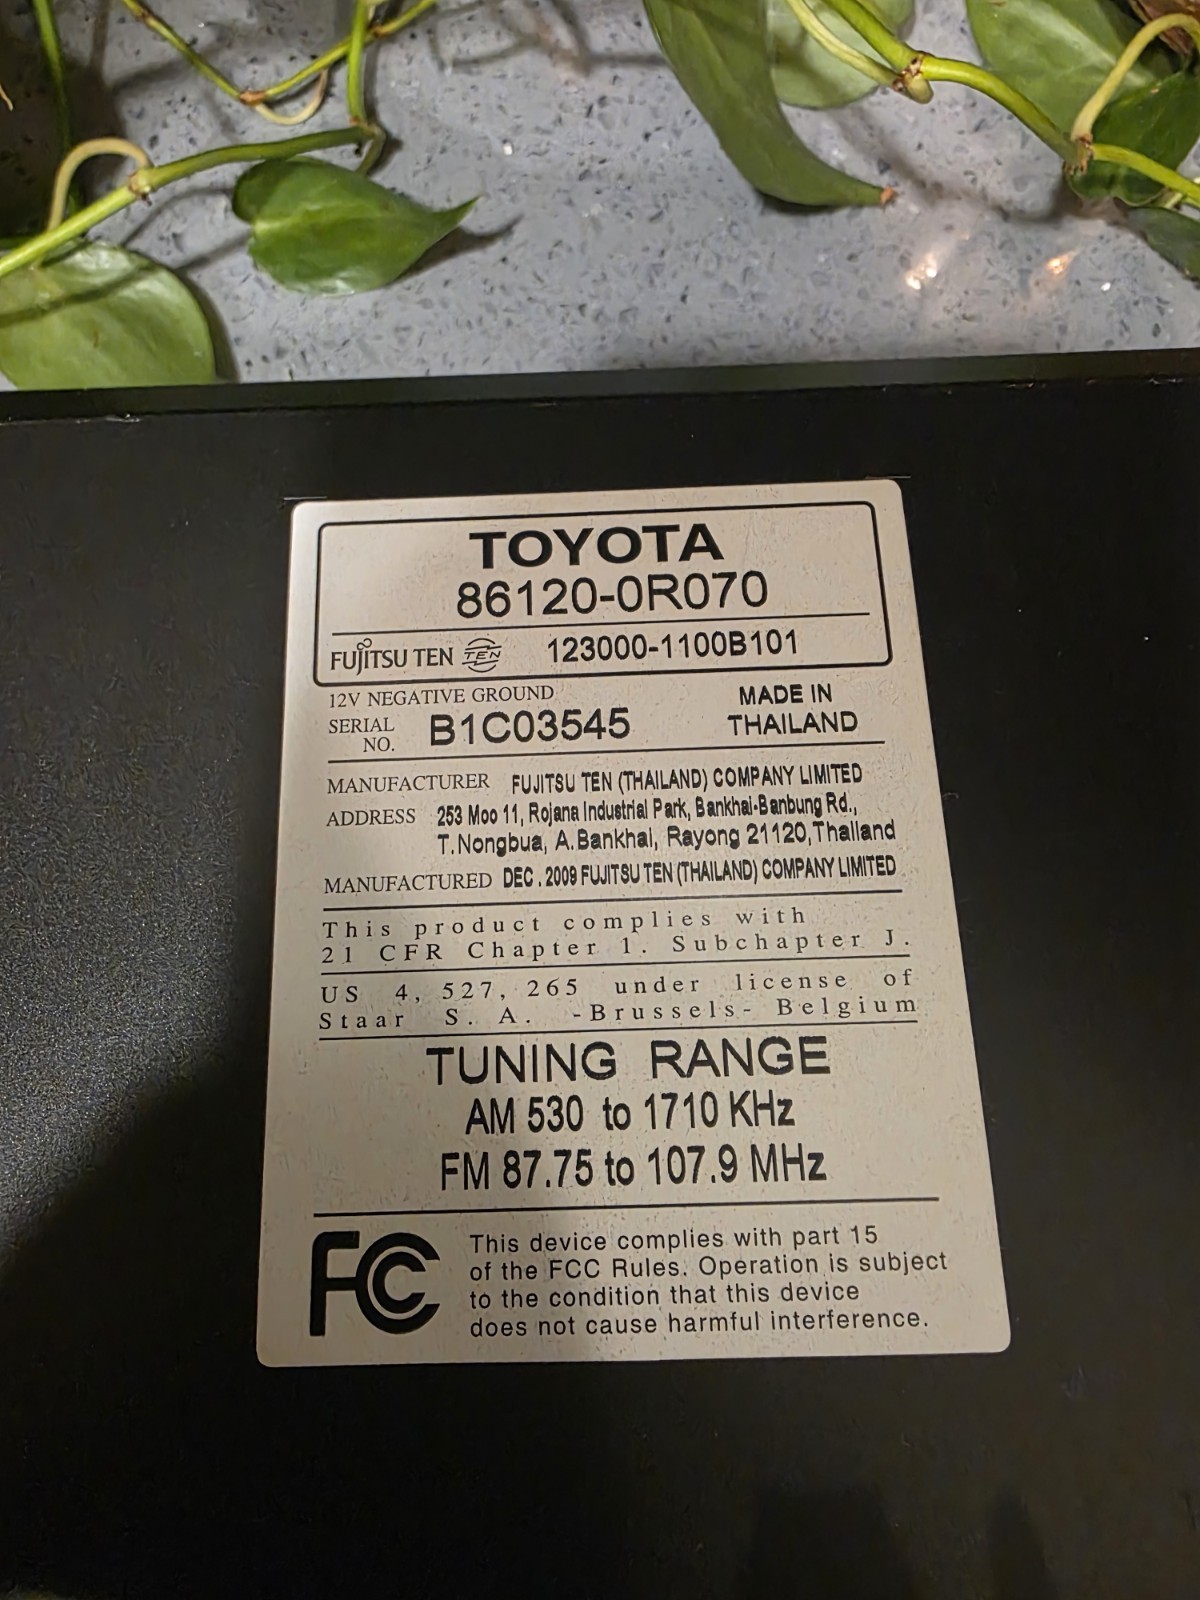 TOYOTA
86120-0R070
FUJITSU TEN TEN 123000-1100B101
12V NEGATIVE GROUND
SERIAL NO. B1C03545
MADE IN THAILAND
MANUFACTURER FUJITSU TEN (THAILAND) COMPANY LIMITED
ADDRESS 253 Moo 11, Rojana Industrial Park, Bankhai-Banbung Rd.,
T.Nongbua, A.Bankhai, Rayong 21120,Thailand
MANUFACTURED DEC . 2009 FUJITSU TEN (THAILAND) COMPANY LIMITED
This product complies with
21 CFR Chapter 1. Subchapter J.
US 4, 527, 265 under license of
Staar S. A. -Brussels- Belgium
TUNING RANGE
AM 530 to 1710 KHz
FM 87.75 to 107.9 MHz
FC This device complies with part 15
of the FCC Rules. Operation is subject
to the condition that this device
does not cause harmful interference.